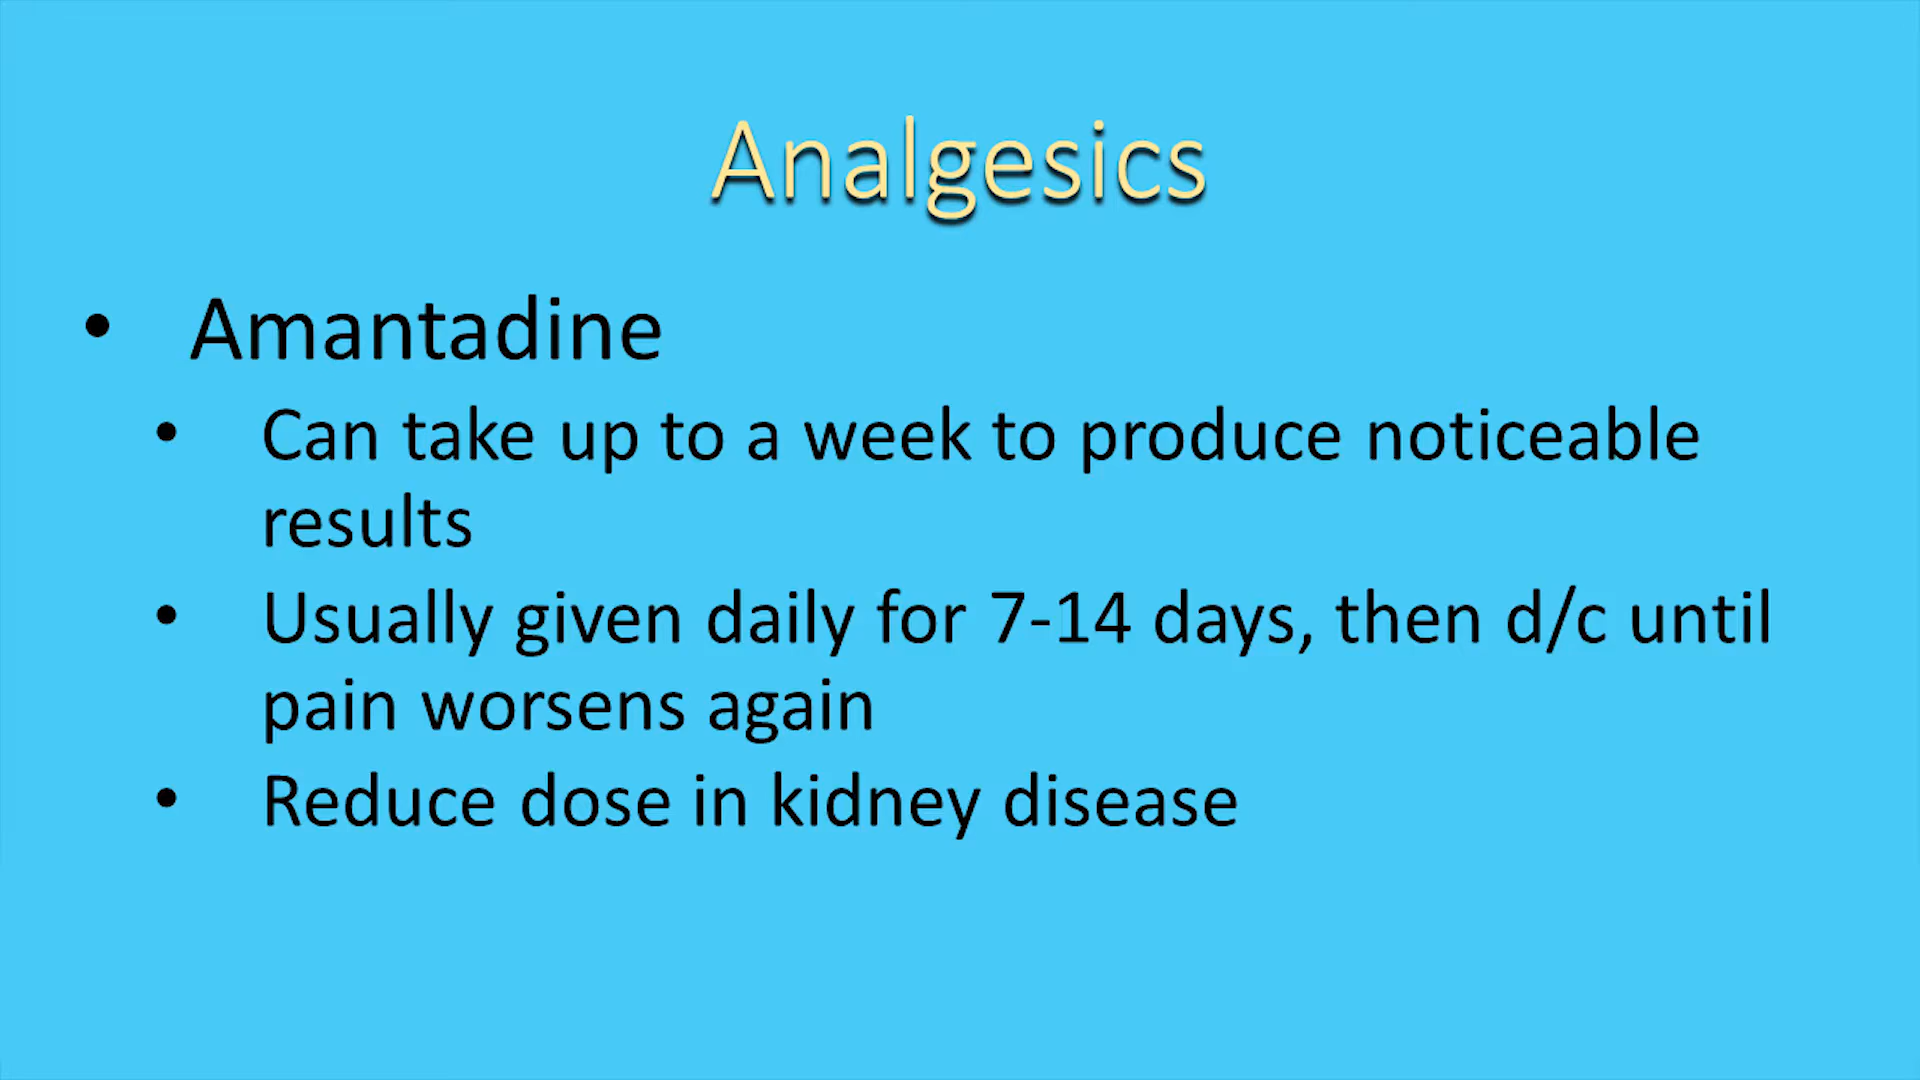 Analgesics
• Amantadine
• Can take up to a week to produce noticeable
results
• Usually given daily for 7-14 days, then d/c until
pain worsens again
• Reduce dose in kidney disease